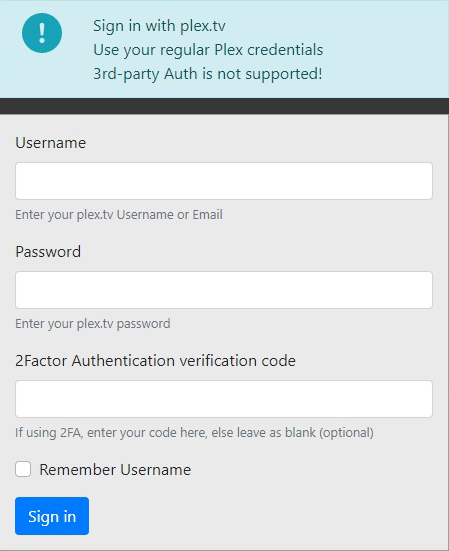 Sign in with plex.tv
Use your regular Plex credentials
3rd-party Auth is not supported!
Username
Enter your plex.tv Username or Email
Password
Enter your plex.tv password
2Factor Authentication verification code
If using 2FA, enter your code here, else leave as blank (optional)
Remember Username
Sign in